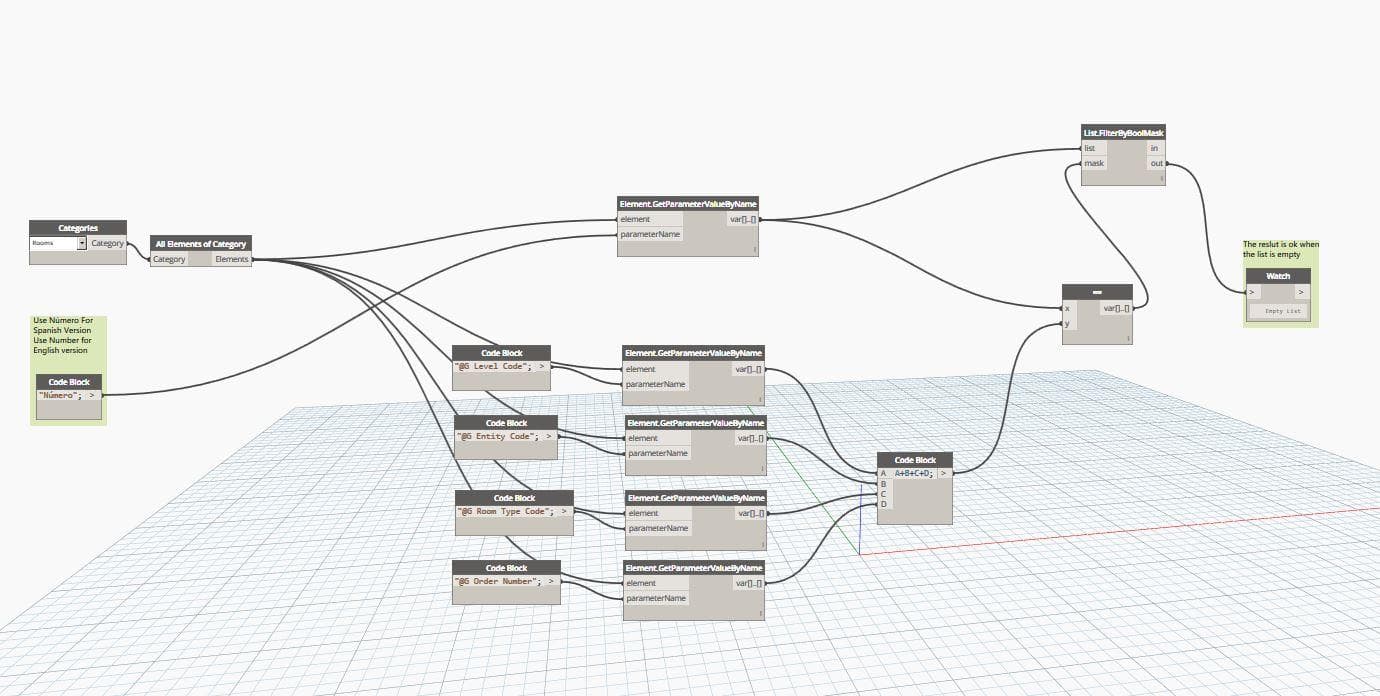 List.FilterByBoolMask
list in
mask out
Element.GetParameterValueByName
element var[]..[]
parameterName
Categories
Rooms Category
All Elements of Category
Category Elements
The reslut is ok when
the list is empty
Watch
> >
Empty List
==
x var[]..[]
y
Use Número For
Spanish Version
Use Number for
English version
Code Block
"Número"; >
Code Block
"@G Level Code"; >
Element.GetParameterValueByName
element var[]..[]
parameterName
Code Block
"@G Entity Code"; >
Element.GetParameterValueByName
element var[]..[]
parameterName
Code Block
A A+B+C+D; >
B
C
D
Code Block
"@G Room Type Code"; >
Element.GetParameterValueByName
element var[]..[]
parameterName
Code Block
"@G Order Number"; >
Element.GetParameterValueByName
element var[]..[]
parameterName